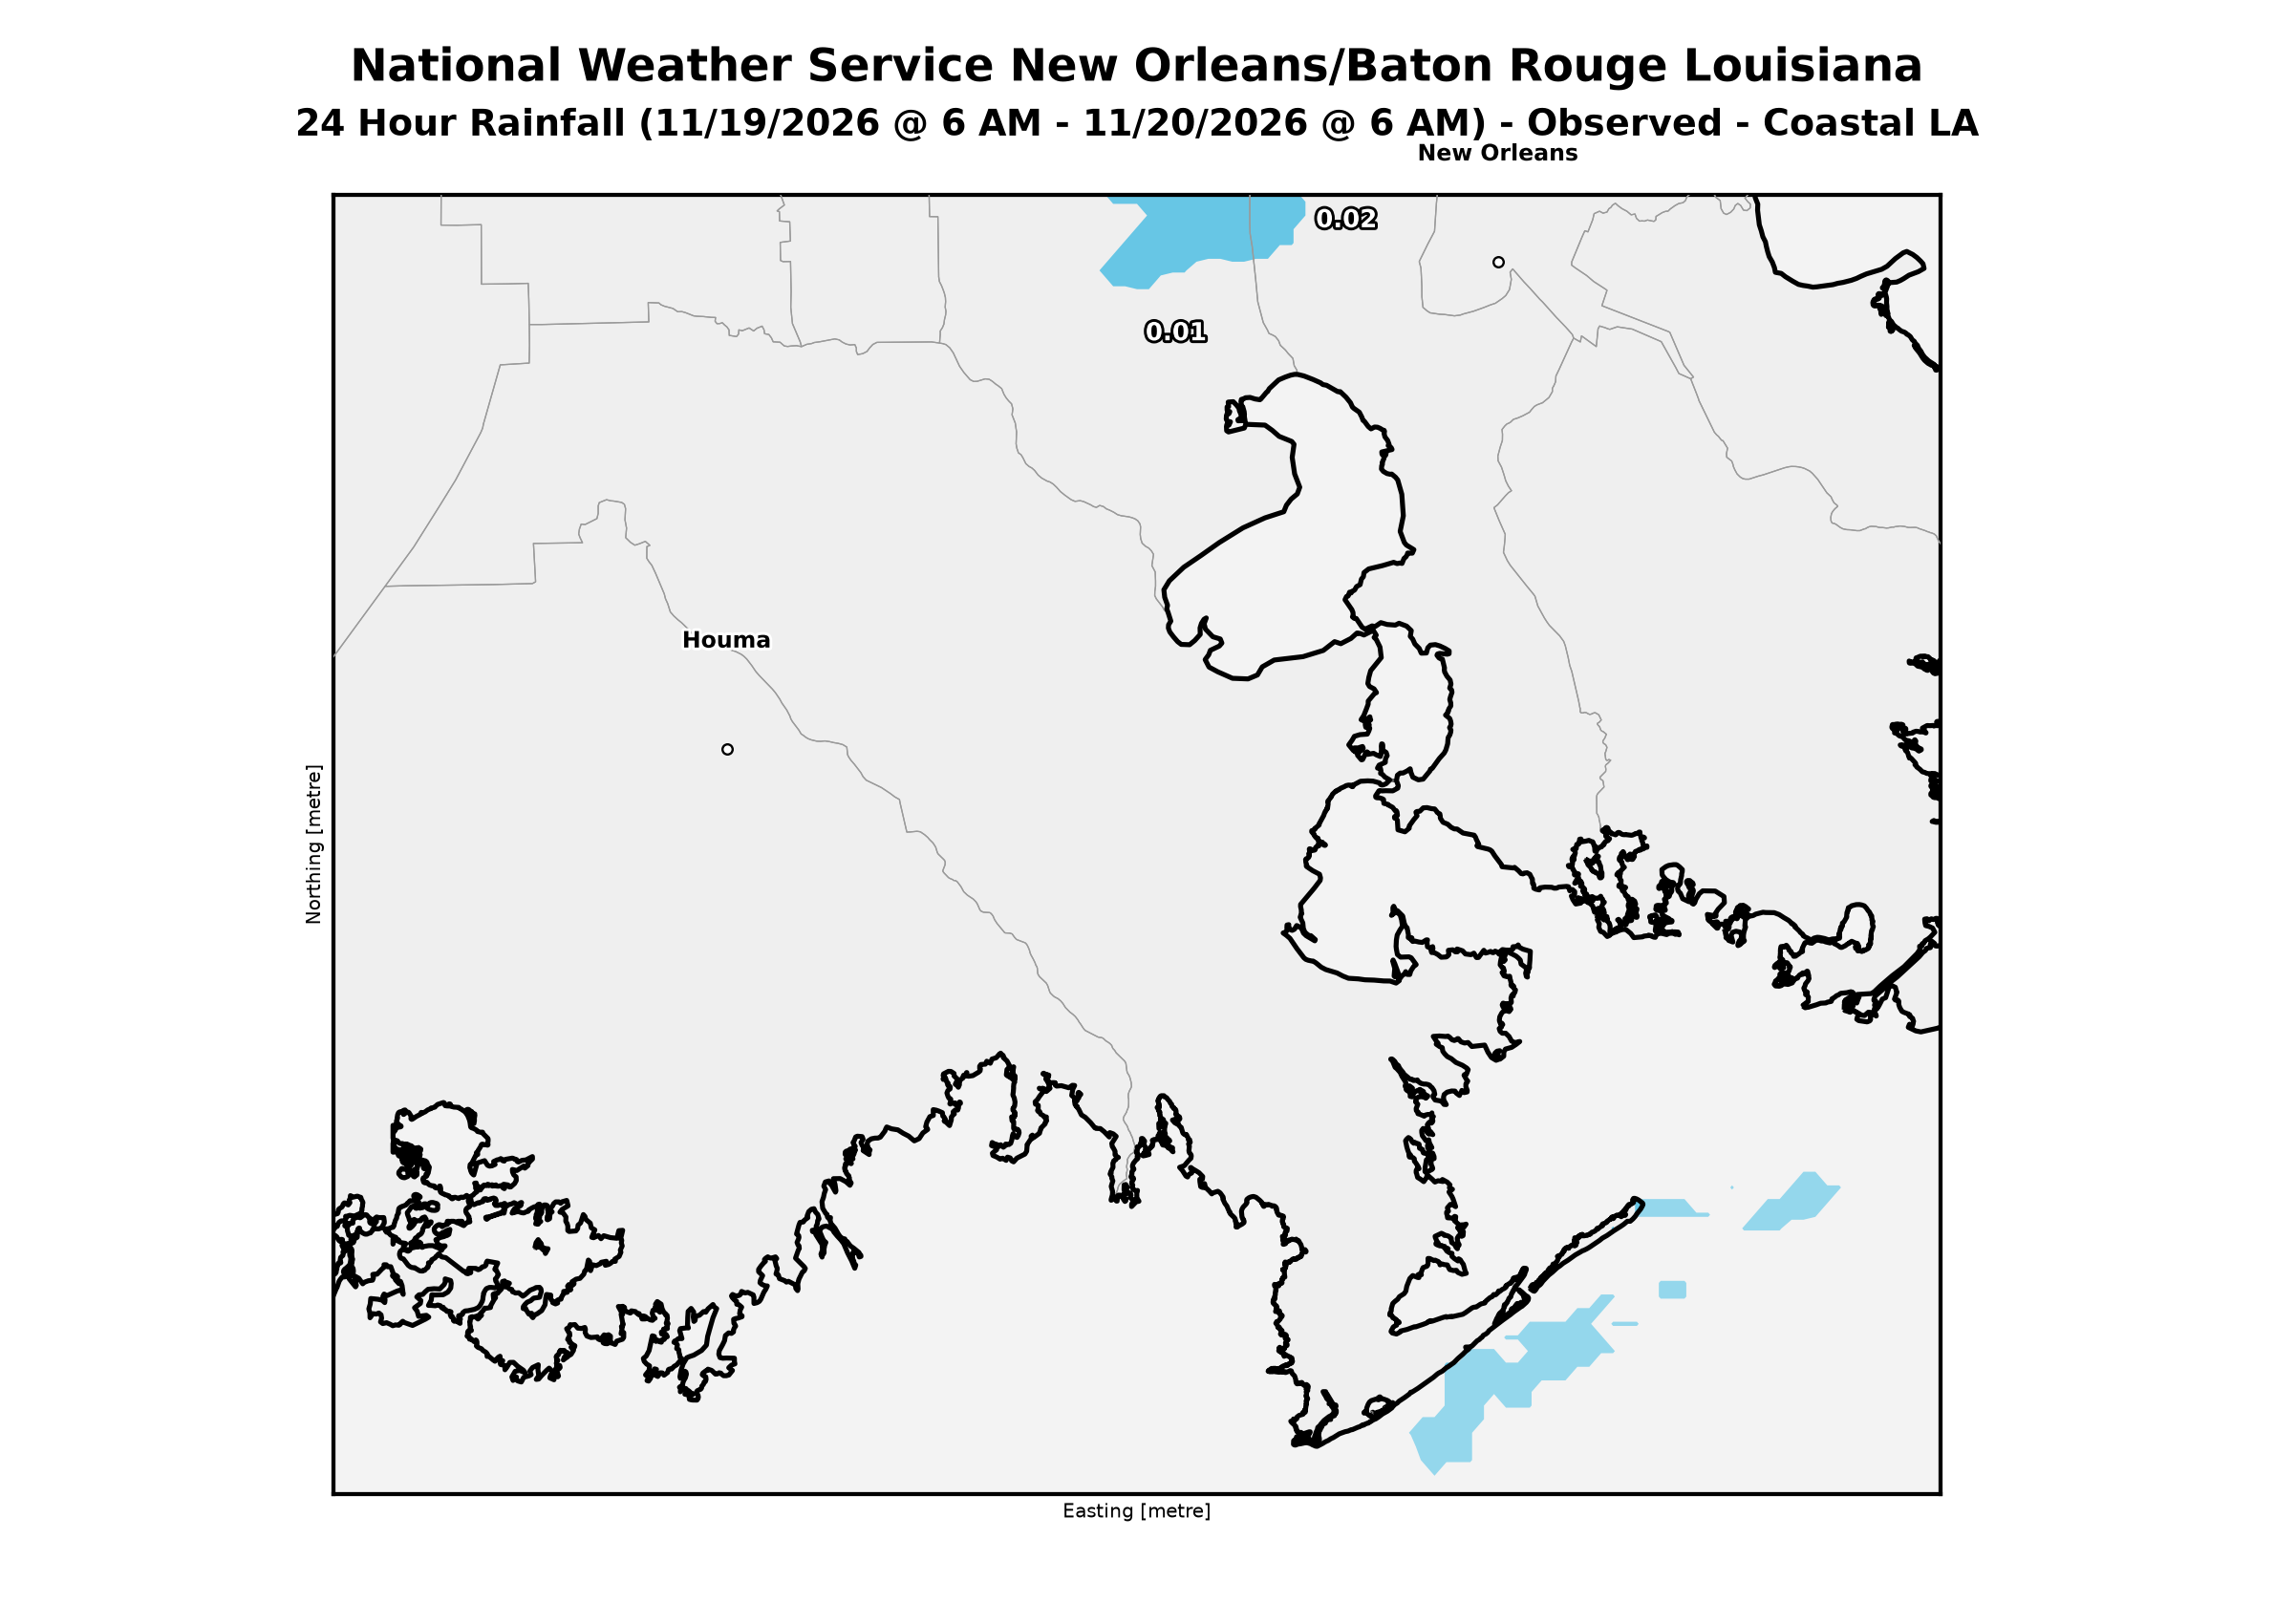 National Weather Service New Orleans/Baton Rouge Louisiana
24 Hour Rainfall (11/19/2026 @ 6 AM - 11/20/2026 @ 6 AM) - Observed - Coastal LA
New Orleans
0.02
0.01
Houma
Northing [metre]
Easting [metre]